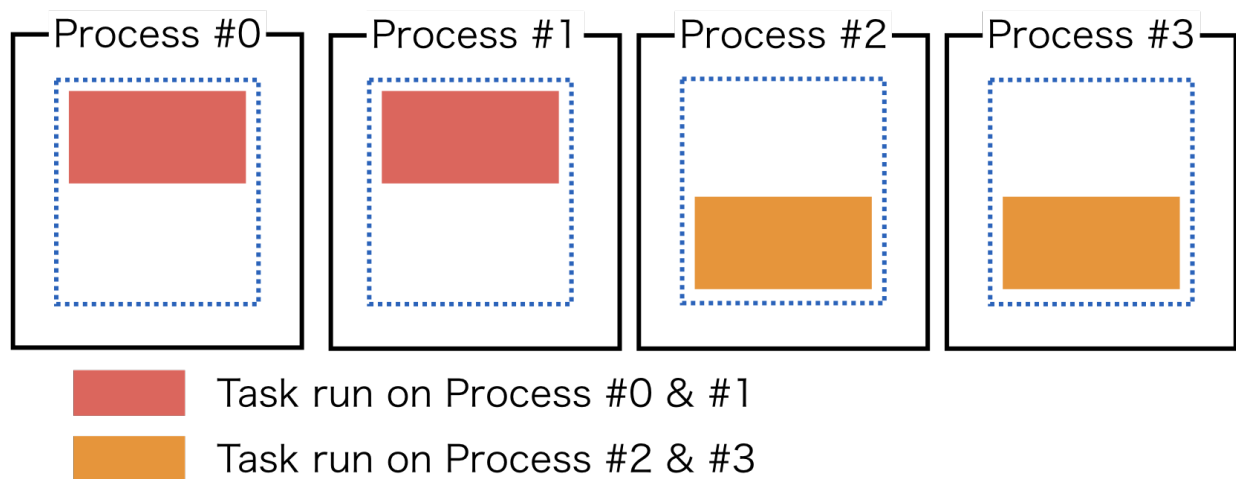 Process #0 Process #1 Process #2 Process #3
Task run on Process #0 & #1
Task run on Process #2 & #3